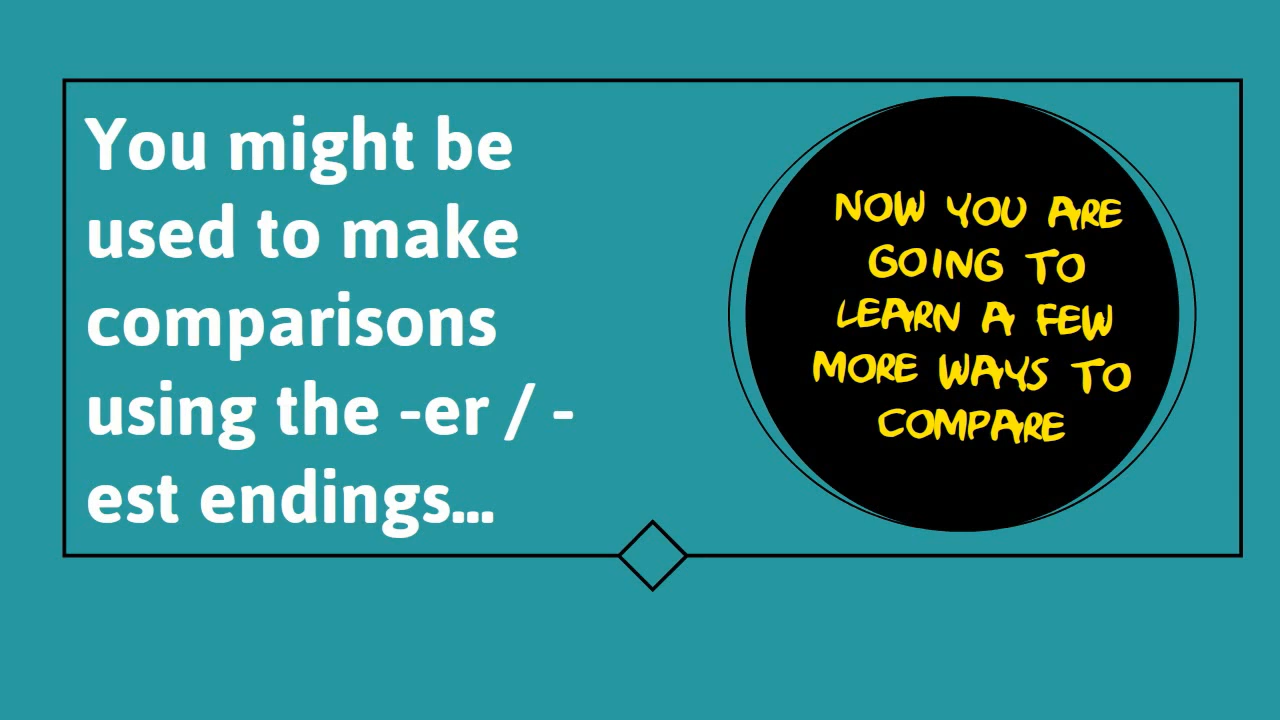 You might be
used to make
comparisons
using the -er / -
est endings...
NOW YOU ARE
GOING TO
LEARN A FEW
MORE WAYS TO
COMPARE